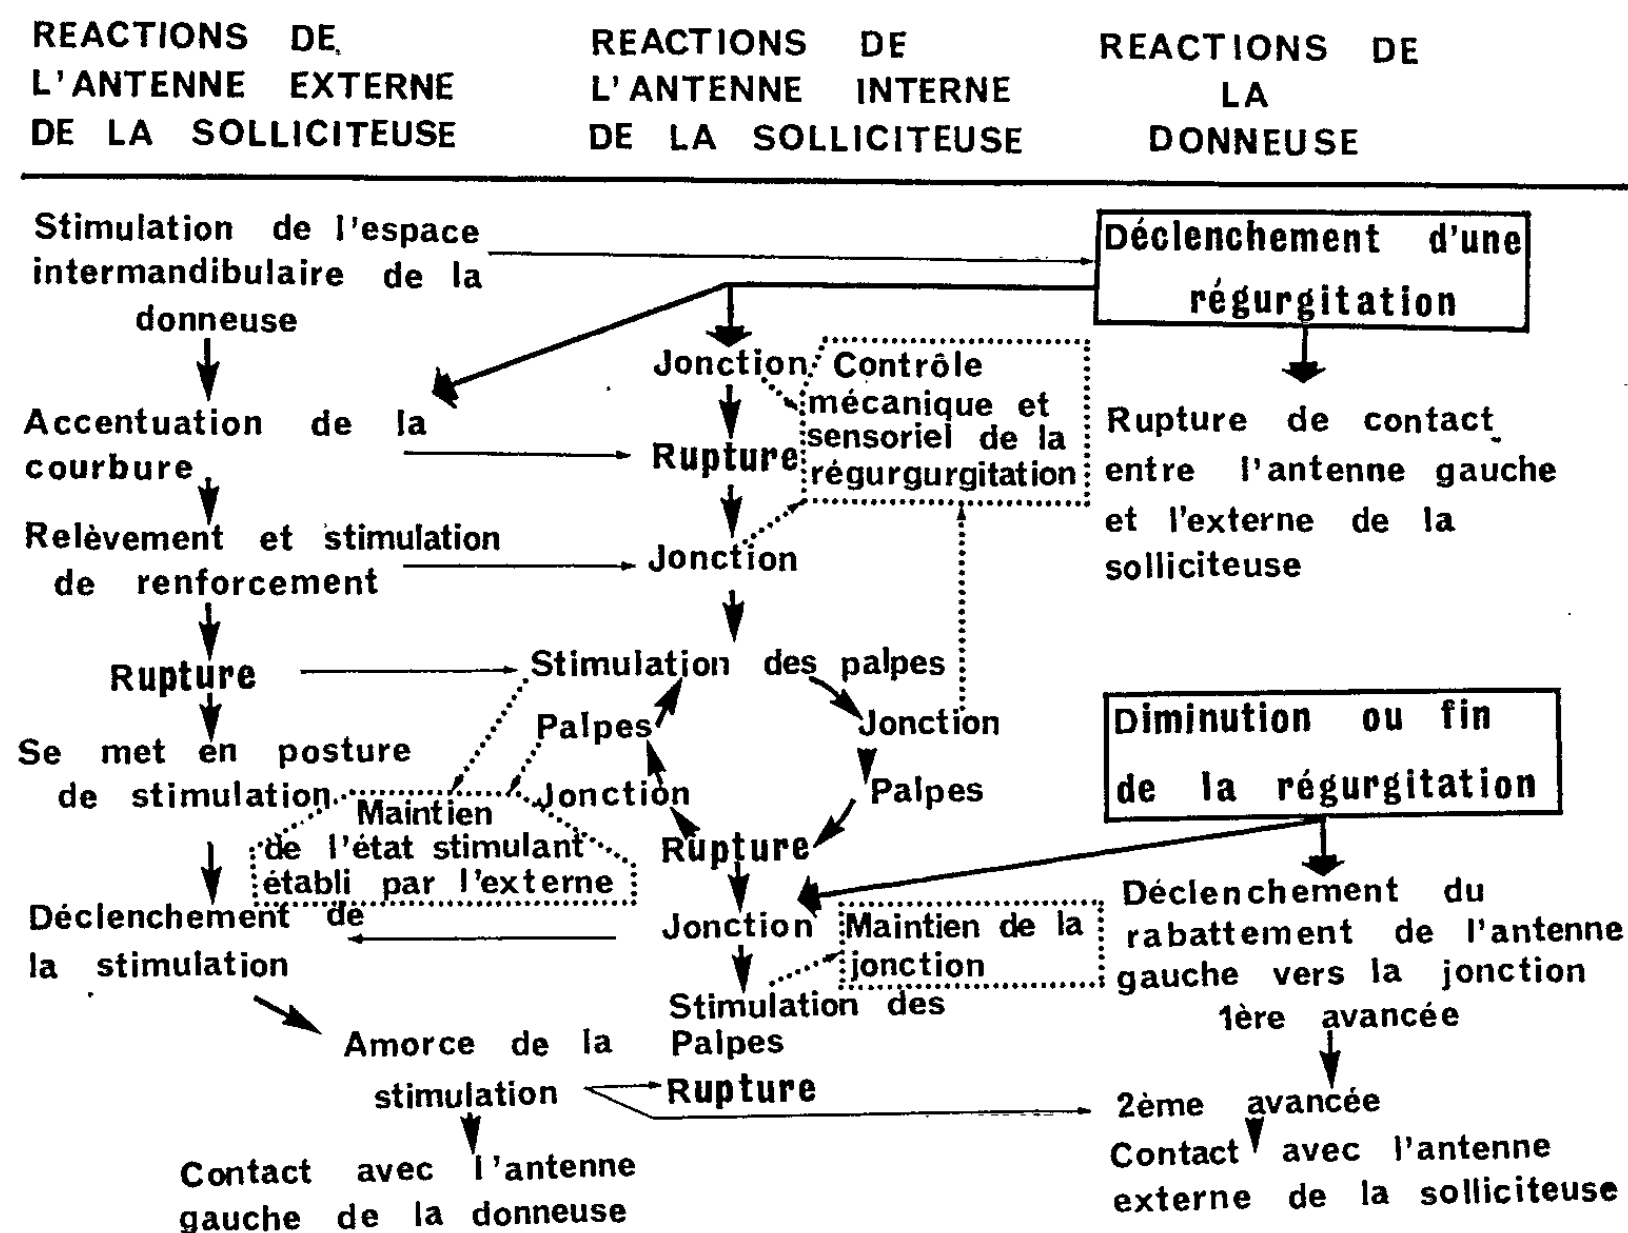 REACTIONS DE
L'ANTENNE EXTERNE
DE LA SOLLICITEUSE
REACTIONS DE
L'ANTENNE INTERNE
DE LA SOLLICITEUSE
REACTIONS DE
LA
DONNEUSE
Stimulation de l'espace
intermandibulaire de la
donneuse
Accentuation de la
courbure
Relèvement et stimulation
de renforcement
Rupture
Se met en posture
de stimulation
Déclenchement de
la stimulation
Amorce de la
stimulation
Contact avec l'antenne
gauche de la donneuse
Jonction
Rupture
Jonction
Contrôle
mécanique et
sensoriel de la
régurgurgitation
Stimulation des palpes
Jonction
Palpes
Rupture
Jonction
Palpes
Maintien
de l'état stimulant
établi par l'externe
Jonction
Maintien de la
jonction
Stimulation des
Palpes
Rupture
Déclenchement d'une
régurgitation
Rupture de contact
entre l'antenne gauche
et l'externe de la
solliciteuse
Diminution ou fin
de la régurgitation
Déclenchement du
rabattement de l'antenne
gauche vers la jonction
1ère avancée
2ème avancée
Contact avec l'antenne
externe de la solliciteuse